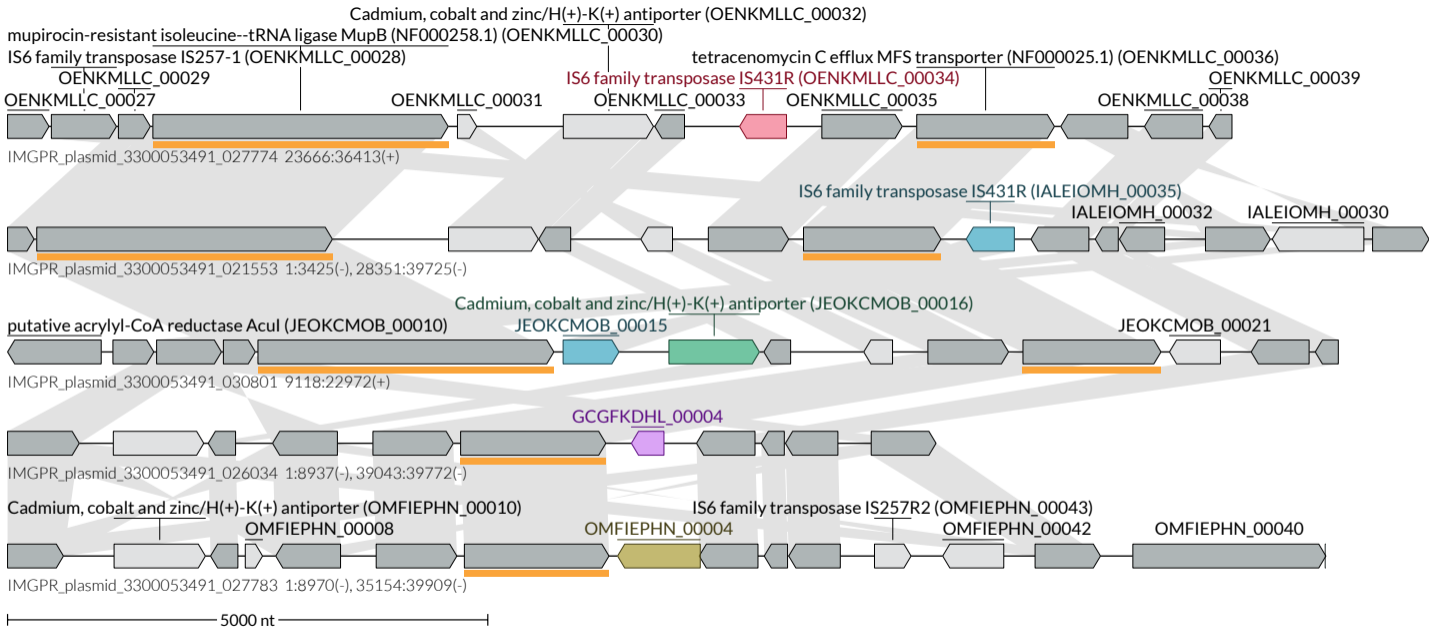 Cadmium, cobalt and zinc/H(+)-K(+) antiporter (OENKMLLC_00032)
mupirocin-resistant isoleucine--tRNA ligase MupB (NF000258.1) (OENKMLLC_00030)
IS6 family transposase IS257-1 (OENKMLLC_00028) tetracenomycin C efflux MFS transporter (NF000025.1) (OENKMLLC_00036)
OENKMLLC_00029 IS6 family transposase IS431R (OENKMLLC_00034) OENKMLLC_00039
OENKMLLC_00027 OENKMLLC_00031 OENKMLLC_00033 OENKMLLC_00035 OENKMLLC_00038
IMGPR_plasmid_3300053491_027774 23666:36413(+)
IS6 family transposase IS431R (IALEIOMH_00035)
IALEIOMH_00032 IALEIOMH_00030
IMGPR_plasmid_3300053491_021553 1:3425(-), 28351:39725(-)
Cadmium, cobalt and zinc/H(+)-K(+) antiporter (JEOKCMOB_00016)
putative acrylyl-CoA reductase AcuI (JEOKCMOB_00010) JEOKCMOB_00015 JEOKCMOB_00021
IMGPR_plasmid_3300053491_030801 9118:22972(+)
GCGFKDHL_00004
IMGPR_plasmid_3300053491_026034 1:8937(-), 39043:39772(-)
Cadmium, cobalt and zinc/H(+)-K(+) antiporter (OMFIEPHN_00010) IS6 family transposase IS257R2 (OMFIEPHN_00043)
OMFIEPHN_00008 OMFIEPHN_00004 OMFIEPHN_00042 OMFIEPHN_00040
IMGPR_plasmid_3300053491_027783 1:8970(-), 35154:39909(-)
5000 nt